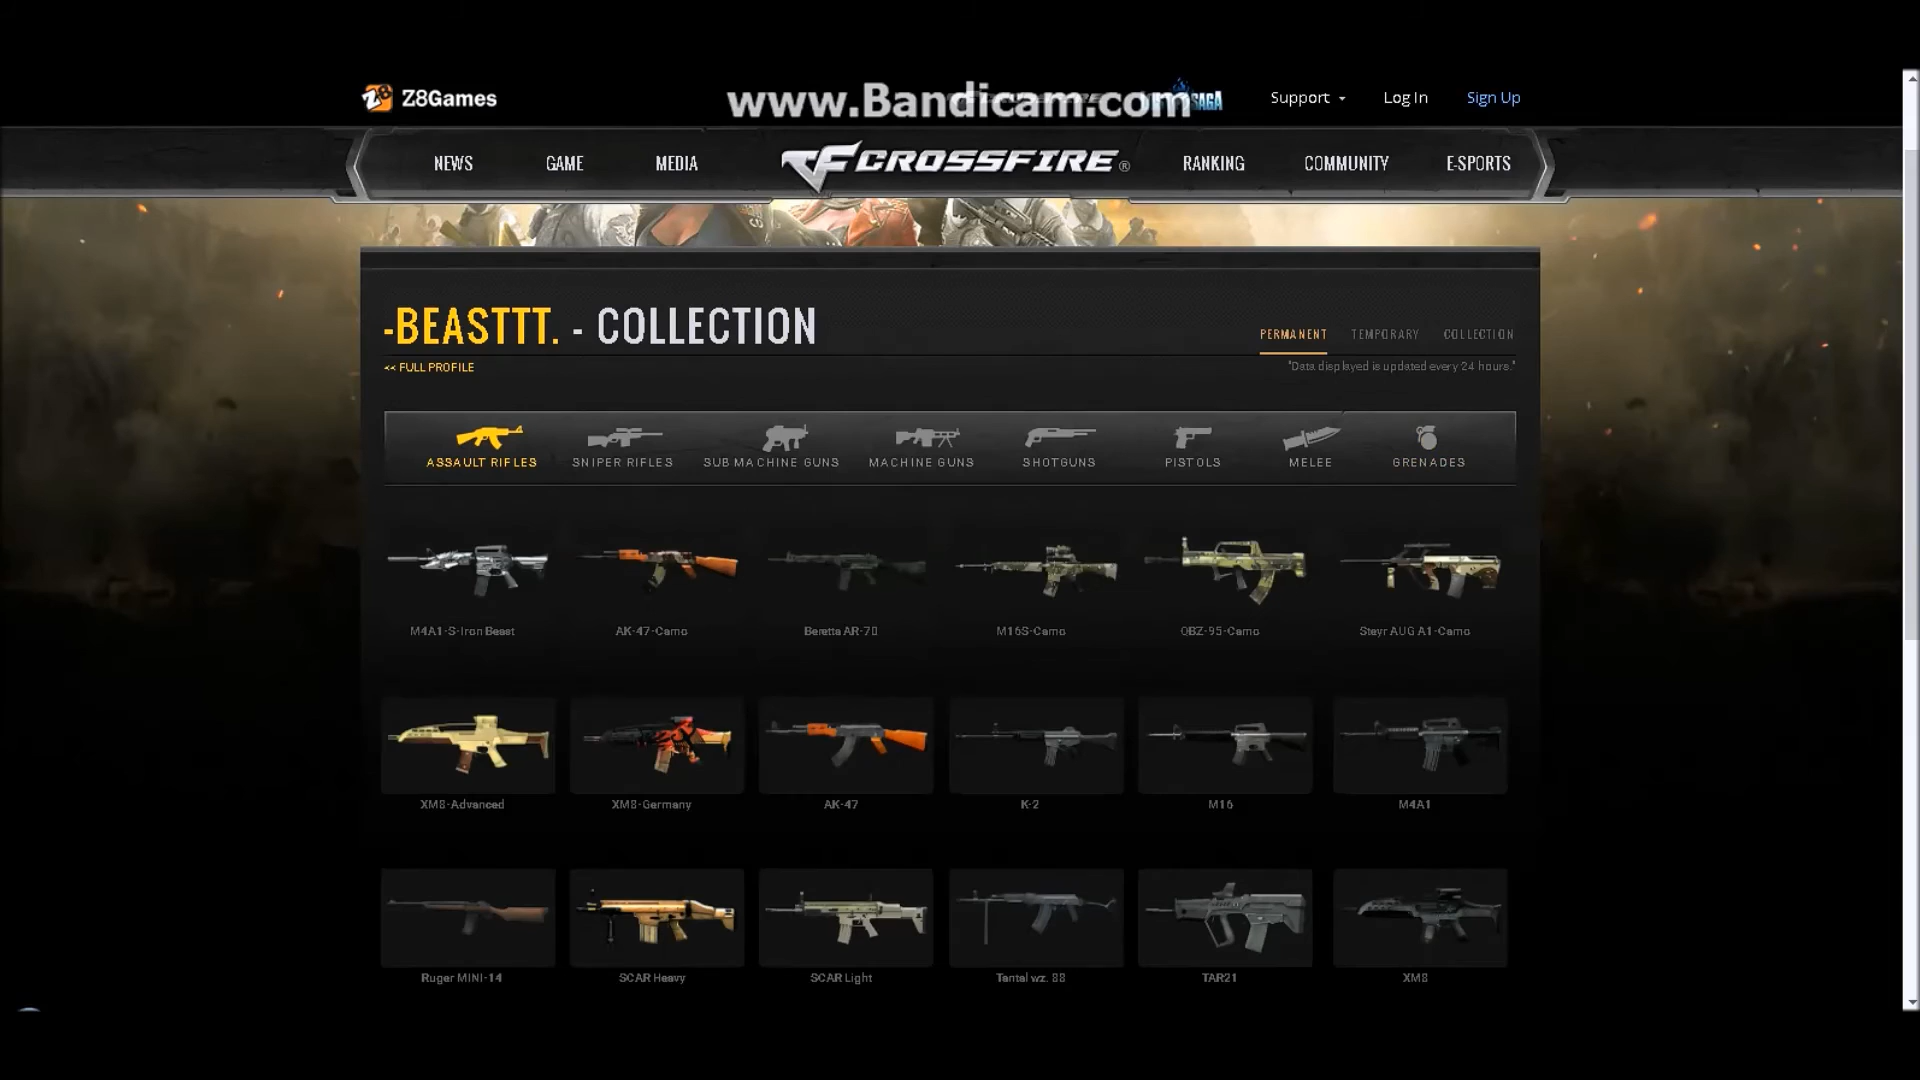 Z8Games
www.Bandicam.com
SAGA
Support
Log In
Sign Up
NEWS
GAME
MEDIA
CROSSFIRE®
RANKING
COMMUNITY
E-SPORTS
-BEASTTT. - COLLECTION
PERMANENT
TEMPORARY
COLLECTION
<< FULL PROFILE
"Data displayed is updated every 24 hours."
ASSAULT RIFLES
SNIPER RIFLES
SUB MACHINE GUNS
MACHINE GUNS
SHOTGUNS
PISTOLS
MELEE
GRENADES
M4A1-S-Iron Beast
AK-47-Camo
Beretta AR-70
M16S-Camo
QBZ-95-Camo
Steyr AUG A1-Camo
XM8-Advanced
XM8-Germany
AK-47
K-2
M16
M4A1
Ruger MINI-14
SCAR Heavy
SCAR Light
Tantal wz. 88
TAR21
XM8